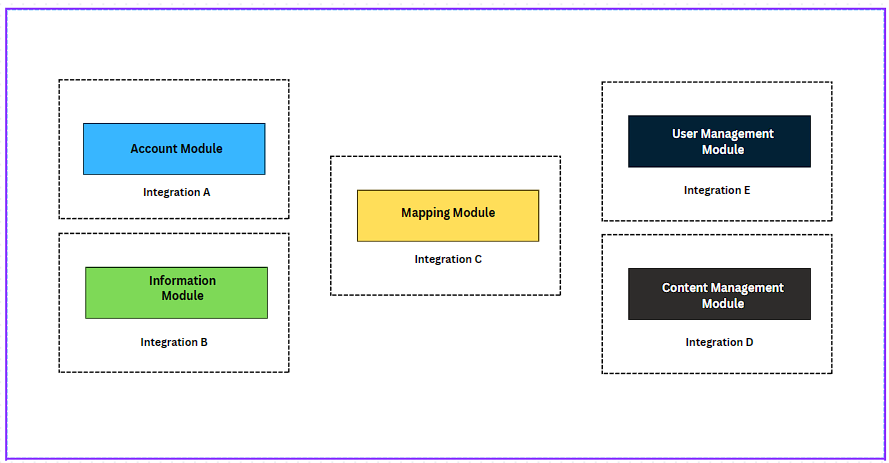 Account Module
Integration A
Information
Module
Integration B
Mapping Module
Integration C
User Management
Module
Integration E
Content Management
Module
Integration D